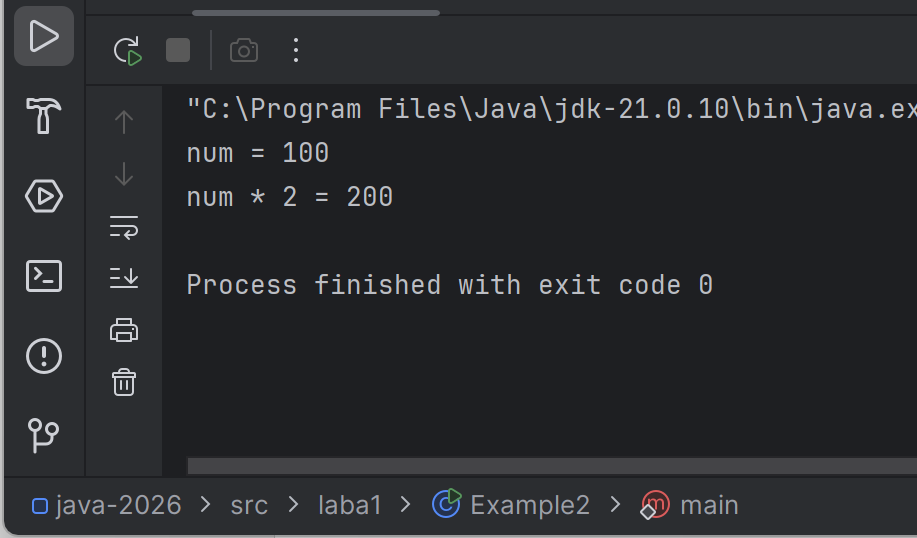 "C:\Program Files\Java\jdk-21.0.10\bin\java.ex
num = 100
num * 2 = 200
Process finished with exit code 0
java-2026 > src > laba1 > Example2 > main